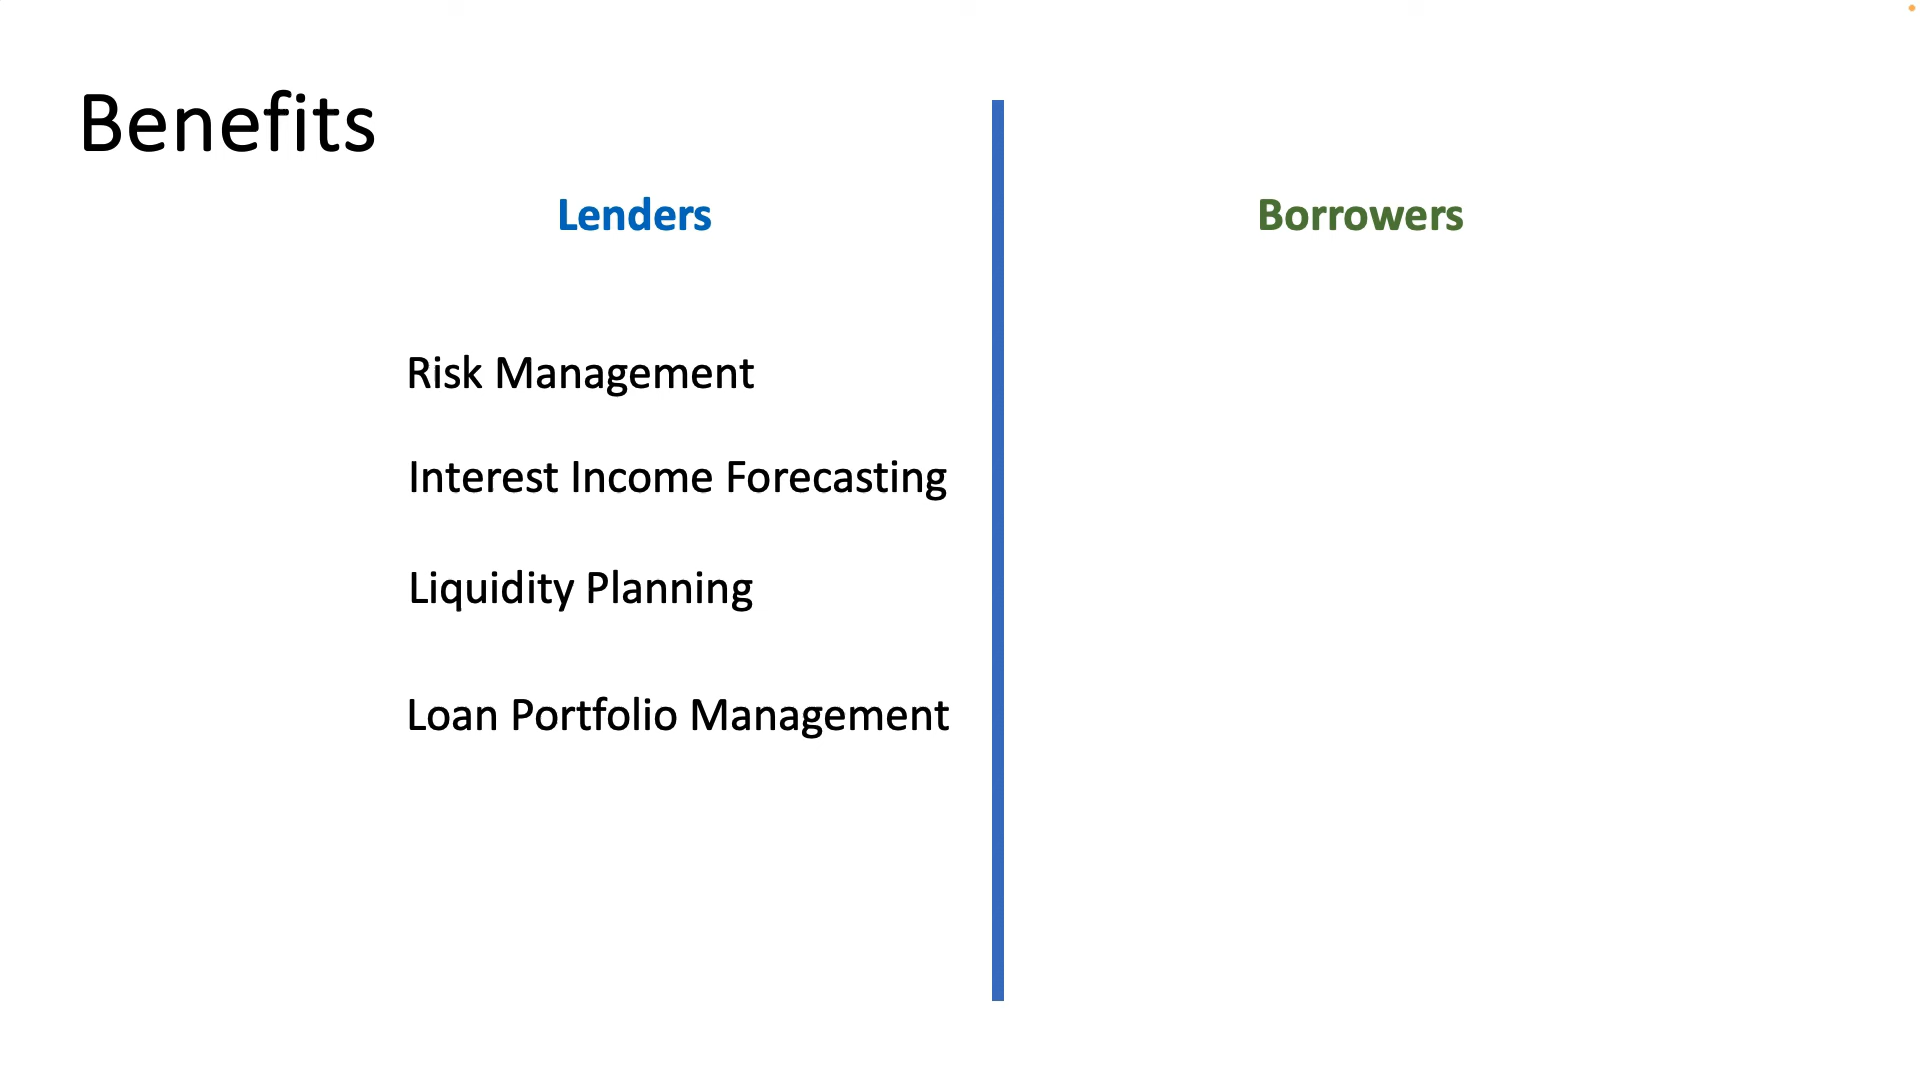 Benefits
Lenders
Borrowers
Risk Management
Interest Income Forecasting
Liquidity Planning
Loan Portfolio Management